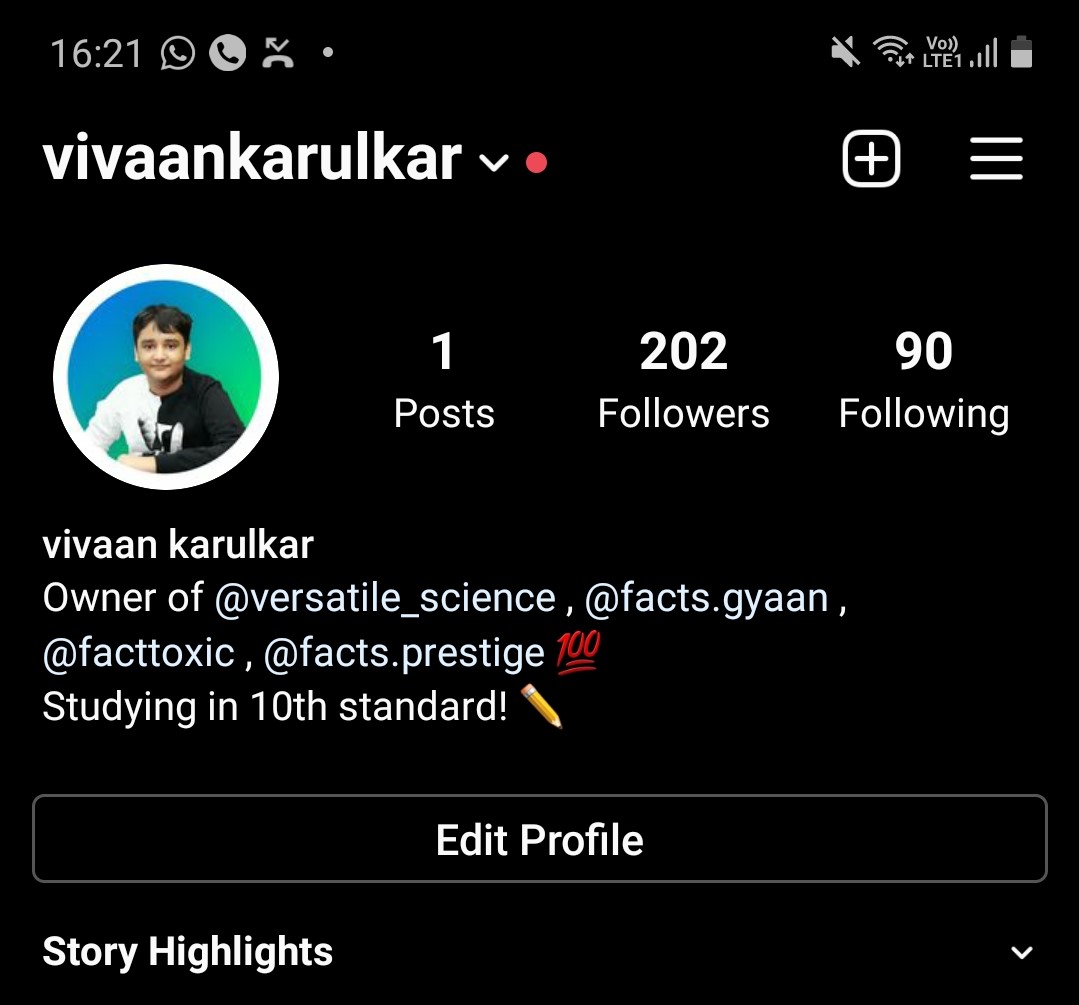 16:21
Vo))
LTE1
vivaankarulkar
1 202 90
Posts Followers Following
vivaan karulkar
Owner of @versatile_science , @facts.gyaan ,
@facttoxic , @facts.prestige 💯
Studying in 10th standard! ✏️
Edit Profile
Story Highlights